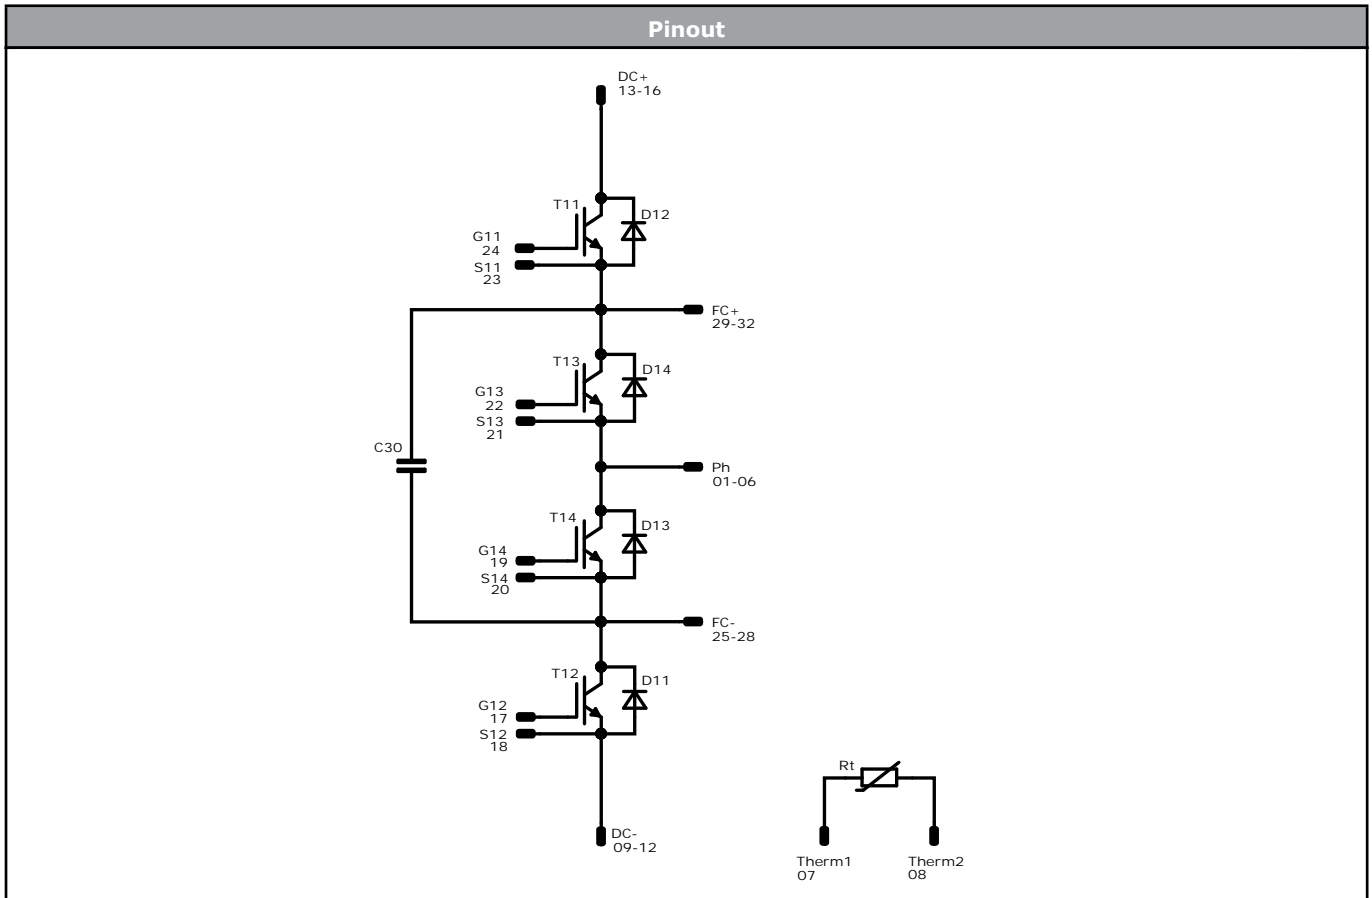 Pinout
DC+
13-16
T11
D12
G11
24
S11
23
FC+
29-32
T13
D14
G13
22
S13
21
C30
Ph
01-06
T14
D13
G14
19
S14
20
FC-
25-28
T12
D11
G12
17
S12
18
Rt
DC-
09-12
Therm1
07
Therm2
08